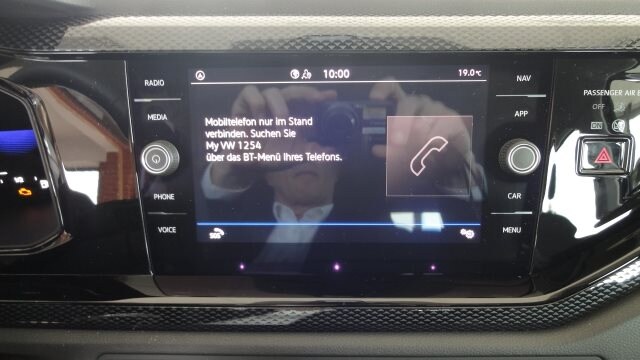 RADIO
MEDIA
PHONE
VOICE
10:00
19.0°C
Mobiltelefon nur im Stand
verbinden. Suchen Sie
My VW 1254
über das BT-Menü Ihres Telefons.
SOS
NAV
APP
CAR
MENU
PASSENGER AIR
OFF
ON